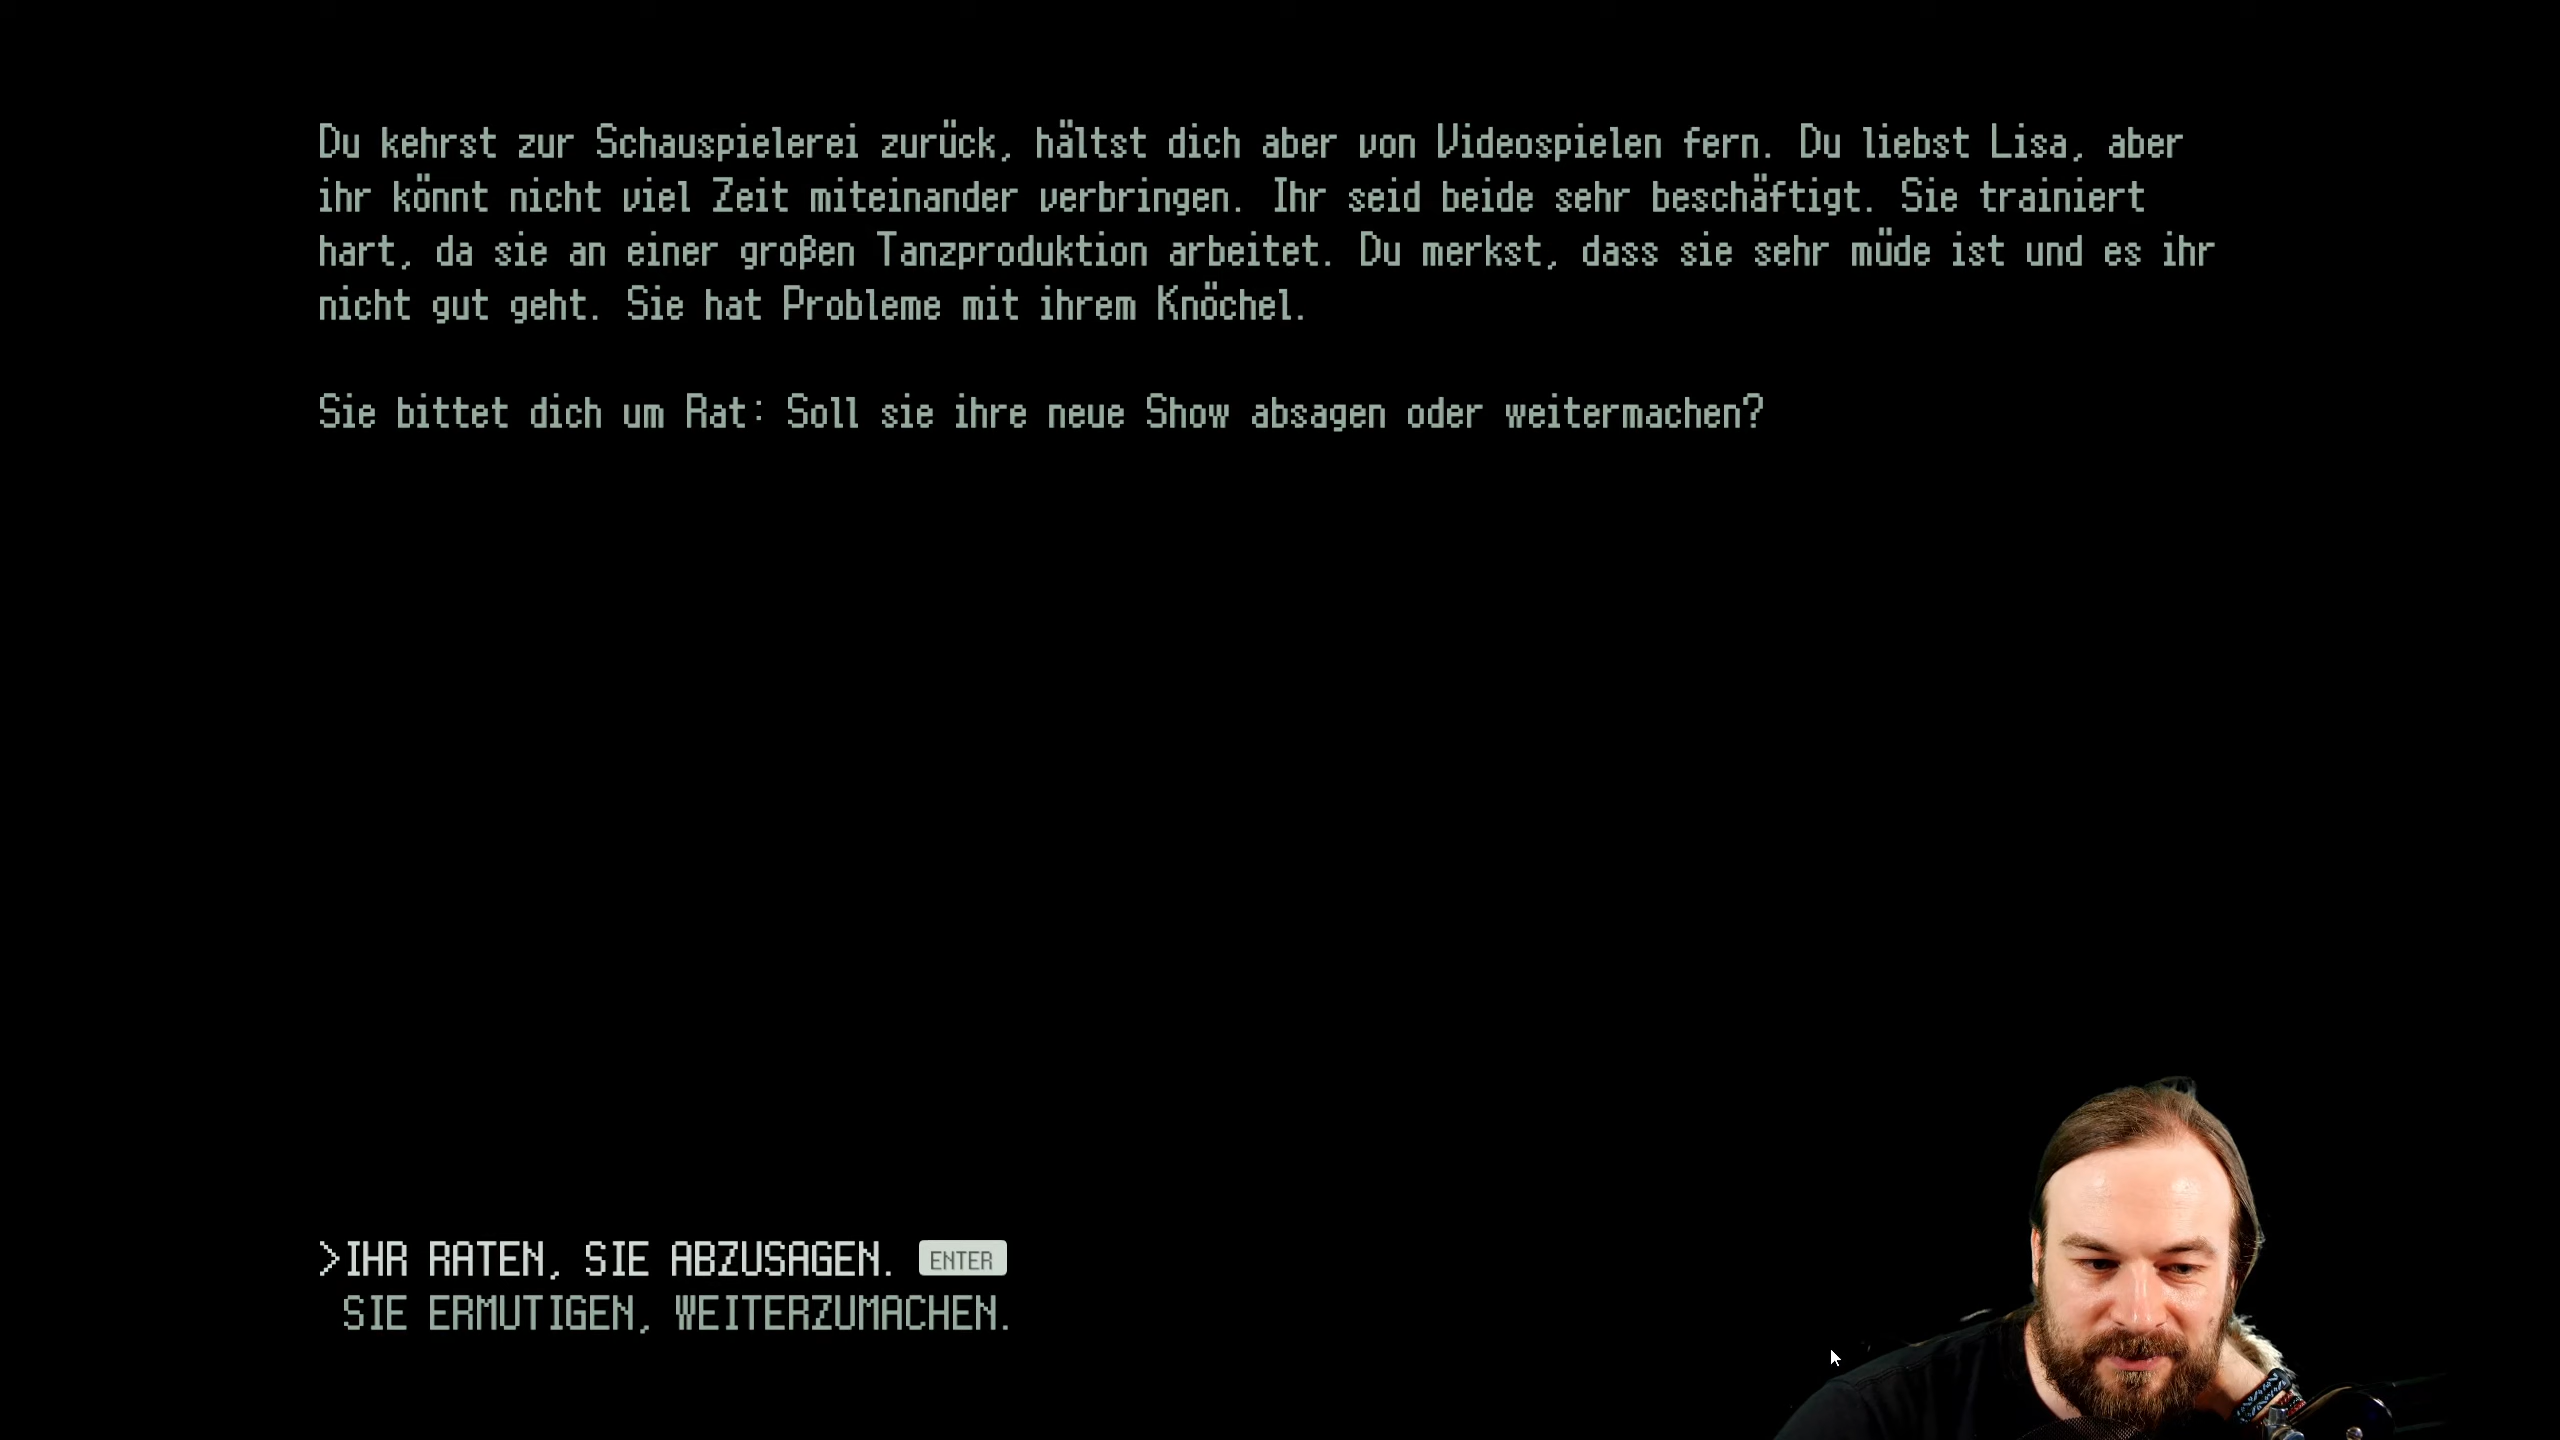 Du kehrst zur Schauspielerei zurück, hältst dich aber von Videospielen fern. Du liebst Lisa, aber
ihr könnt nicht viel Zeit miteinander verbringen. Ihr seid beide sehr beschäftigt. Sie trainiert
hart, da sie an einer großen Tanzproduktion arbeitet. Du merkst, dass sie sehr müde ist und es ihr
nicht gut geht. Sie hat Probleme mit ihrem Knöchel.
Sie bittet dich um Rat: Soll sie ihre neue Show absagen oder weitermachen?
>IHR RATEN, SIE ABZUSAGEN. ENTER
SIE ERMUTIGEN, WEITERZUMACHEN.